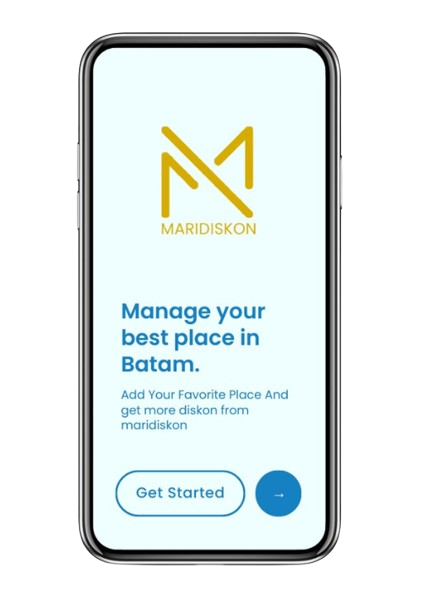 MARIDISKON
Manage your
best place in
Batam.
Add Your Favorite Place And
get more diskon from
maridiskon
Get Started →